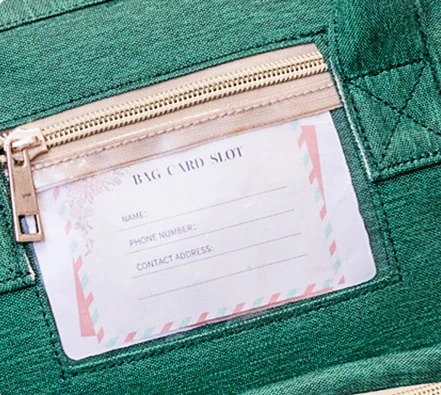 BAG CARD SLOT
NAME:
PHONE NUMBER:
CONTACT ADDRESS: